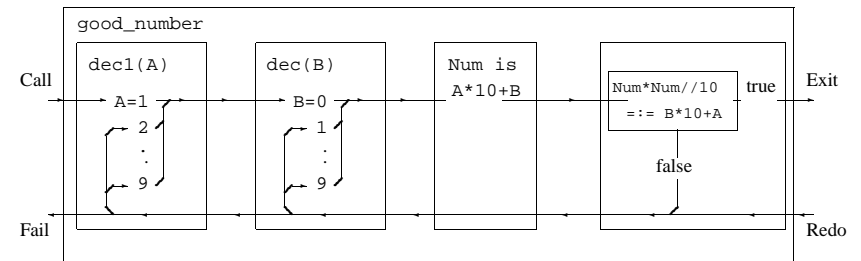 good_number
dec1(A)
dec(B)
Num is
A*10+B
Call
A=1
2
:
9
B=0
1
:
9
Num*Num//10
=:= B*10+A
true
false
Exit
Fail
Redo